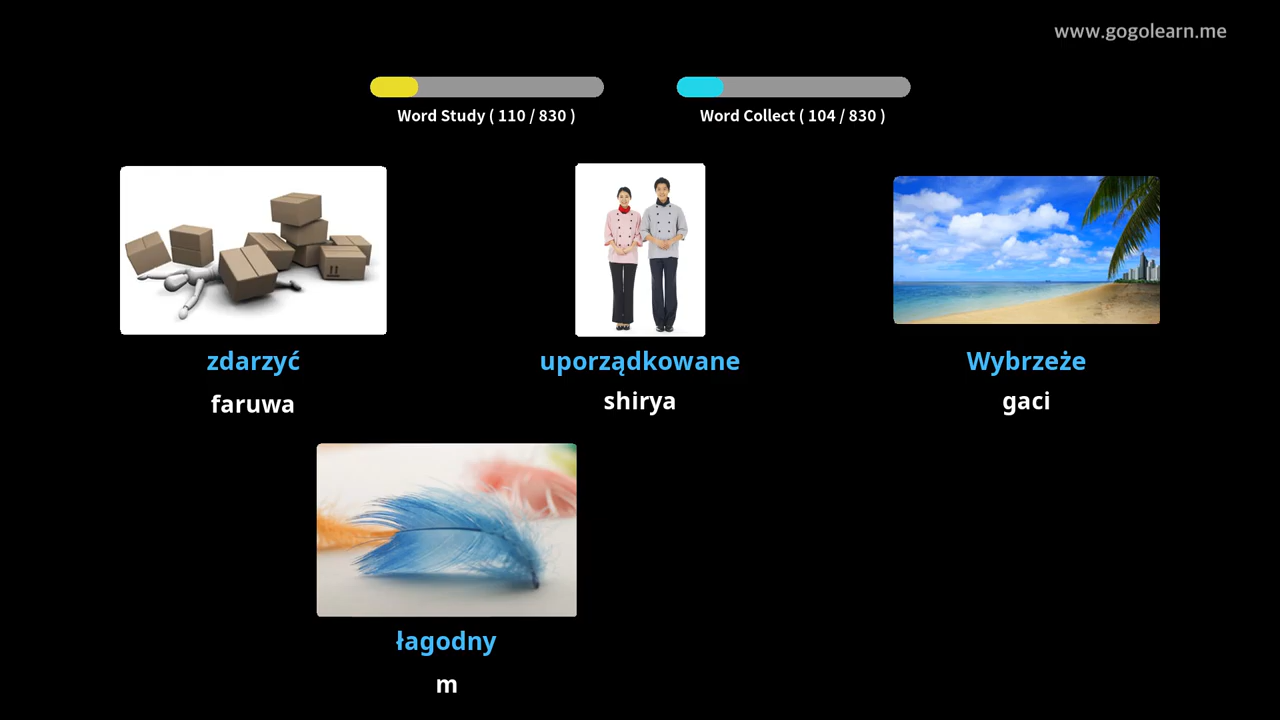 www.gogolearn.me
Word Study ( 110 / 830 )
Word Collect ( 104 / 830 )
zdarzyć
faruwa
uporządkowane
shirya
Wybrzeże
gaci
łagodny
m